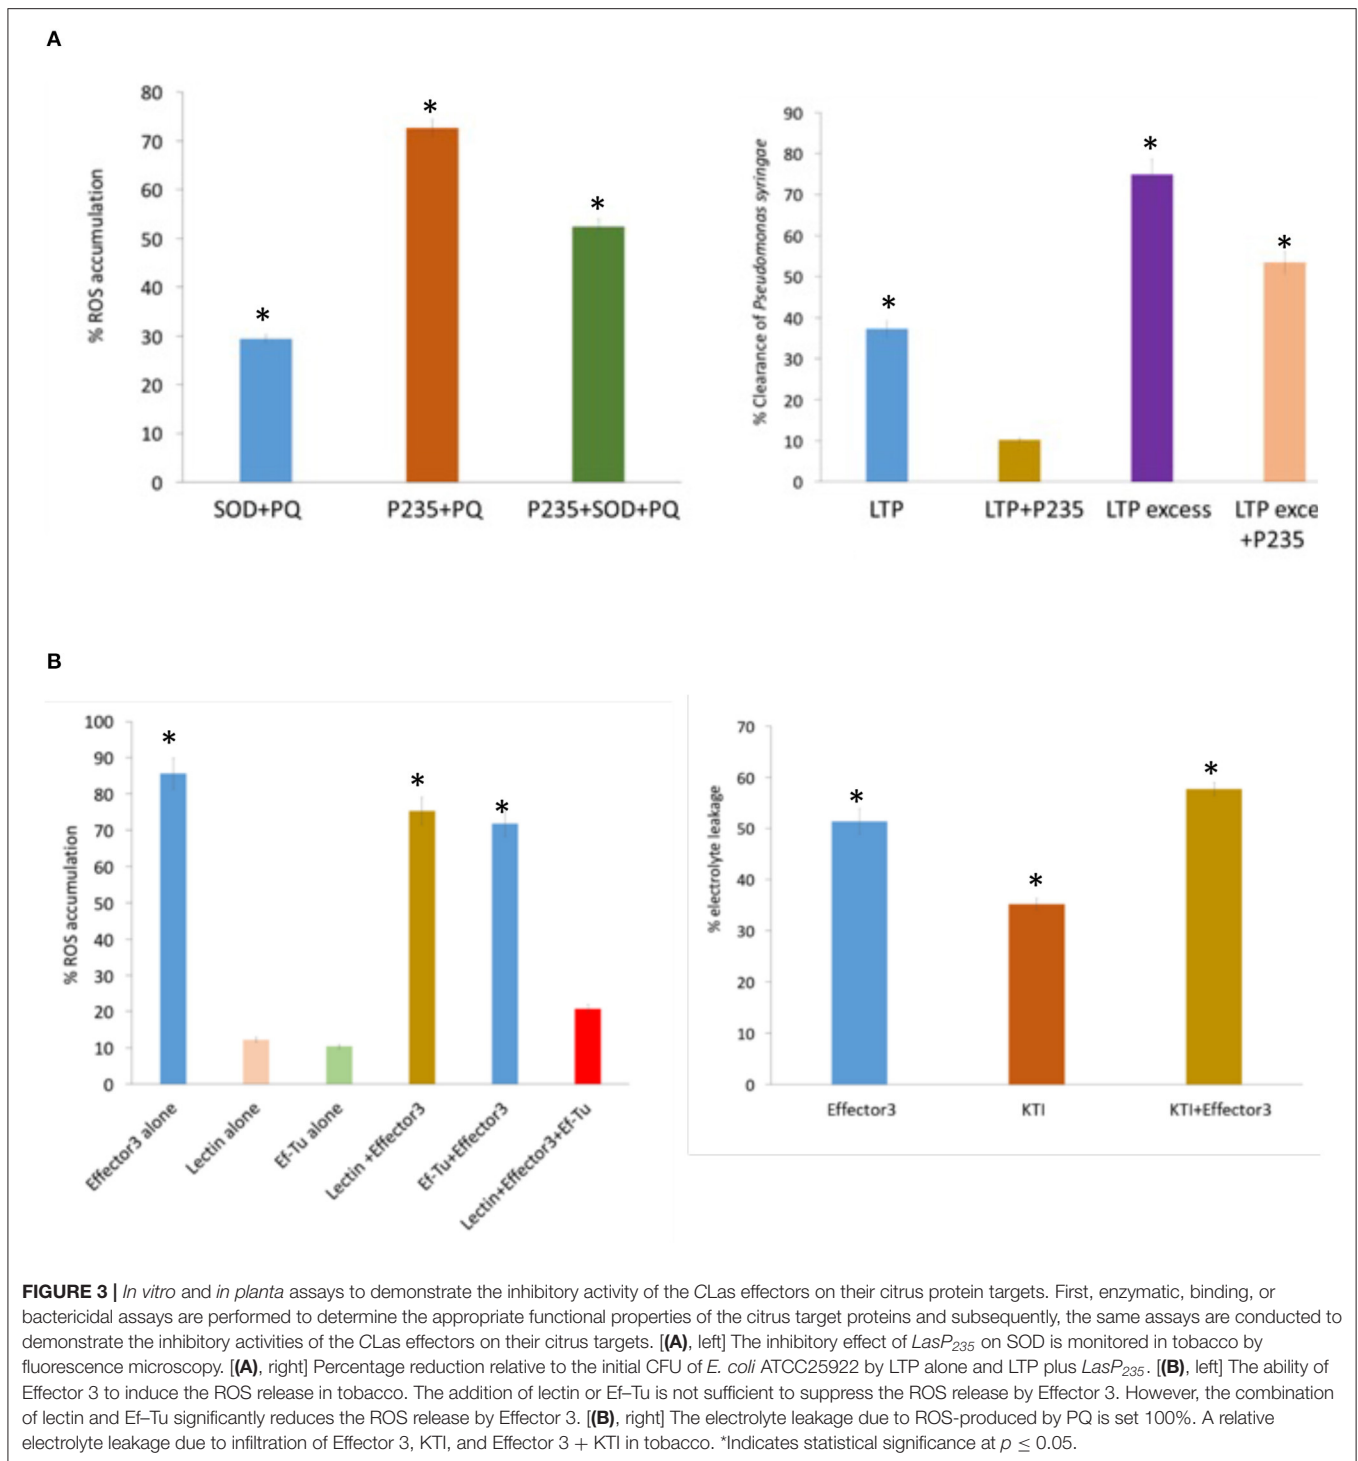 A
% ROS accumulation
80
70
60
50
40
30
20
10
0
*
*
*
SOD+PQ
P235+PQ
P235+SOD+PQ
% Clearance of Pseudomonas syringae
90
80
70
60
50
40
30
20
10
0
*
*
*
LTP
LTP+P235
LTP excess
LTP exce
+P235
B
% ROS accumulation
100
90
80
70
60
50
40
30
20
10
0
*
*
*
Effector3 alone
Lectin alone
Ef-Tu alone
Lectin +Effector3
Ef-Tu+Effector3
Lectin+Effector3+Ef-Tu
% electrolyte leakage
70
60
50
40
30
20
10
0
*
*
*
Effector3
KTI
KTI+Effector3
FIGURE 3 | In vitro and in planta assays to demonstrate the inhibitory activity of the CLas effectors on their citrus protein targets. First, enzymatic, binding, or
bactericidal assays are performed to determine the appropriate functional properties of the citrus target proteins and subsequently, the same assays are conducted to
demonstrate the inhibitory activities of the CLas effectors on their citrus targets. [(A), left] The inhibitory effect of LasP235 on SOD is monitored in tobacco by
fluorescence microscopy. [(A), right] Percentage reduction relative to the initial CFU of E. coli ATCC25922 by LTP alone and LTP plus LasP235. [(B), left] The ability of
Effector 3 to induce the ROS release in tobacco. The addition of lectin or Ef–Tu is not sufficient to suppress the ROS release by Effector 3. However, the combination
of lectin and Ef–Tu significantly reduces the ROS release by Effector 3. [(B), right] The electrolyte leakage due to ROS-produced by PQ is set 100%. A relative
electrolyte leakage due to infiltration of Effector 3, KTI, and Effector 3 + KTI in tobacco. *Indicates statistical significance at p ≤ 0.05.